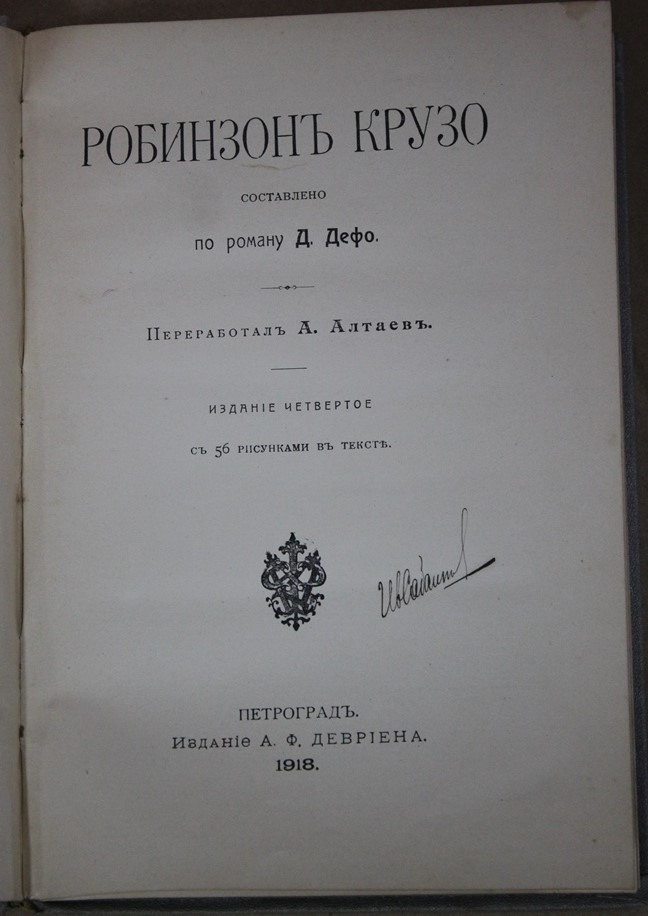 РОБИНЗОНЪ КРУЗО
СОСТАВЛЕНО
по роману Д. Дефо.
Переработалъ А. Алтаевъ.
ИЗДАНІЕ ЧЕТВЕРТОЕ
СЪ 56 РИСУНКАМИ ВЪ ТЕКСТѢ.
ПЕТРОГРАДЪ.
Изданіе А. Ф. ДЕВРІЕНА.
1918.